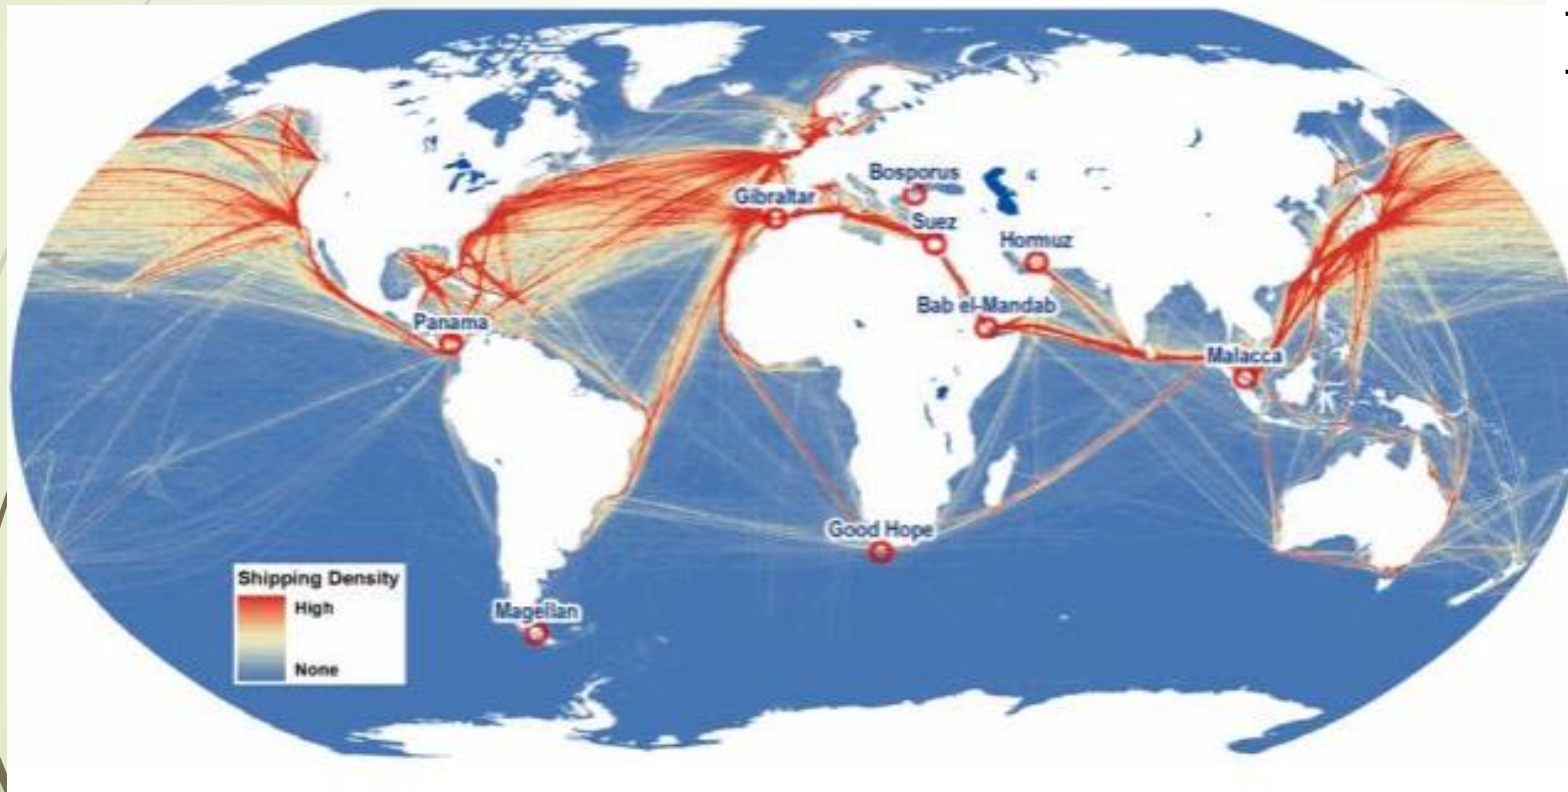 Bosporus
Gibraltar
Suez
Hormuz
Bab el-Mandab
Panama
Malacca
Good Hope
Shipping Density
High
None
Magellan